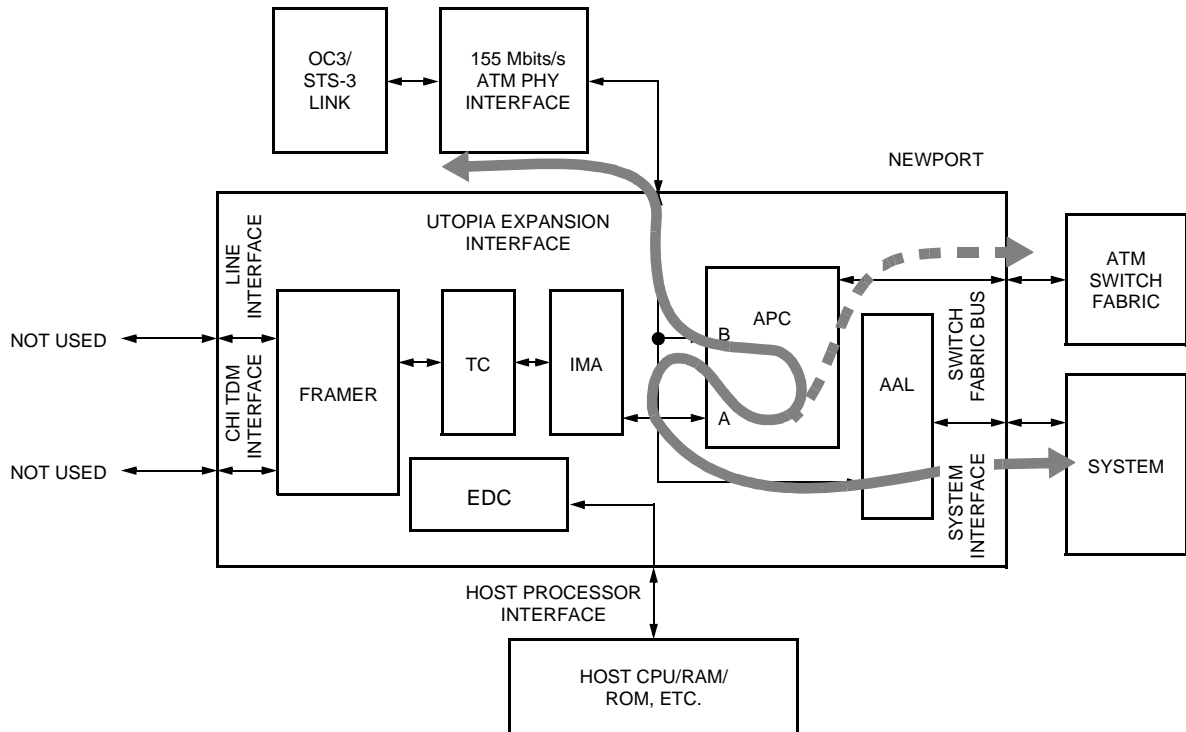 OC3/
STS-3
LINK
155 Mbits/s
ATM PHY
INTERFACE
NEWPORT
UTOPIA EXPANSION
INTERFACE
LINE
INTERFACE
CHI TDM
INTERFACE
NOT USED
NOT USED
FRAMER
TC
IMA
APC
B
A
AAL
EDC
SWITCH
FABRIC BUS
SYSTEM
INTERFACE
ATM
SWITCH
FABRIC
SYSTEM
HOST PROCESSOR
INTERFACE
HOST CPU/RAM/
ROM, ETC.